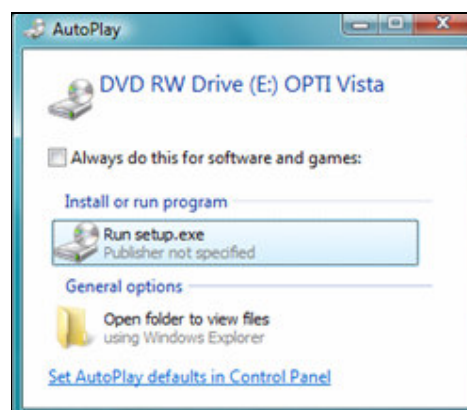 AutoPlay
DVD RW Drive (E:) OPTI Vista
Always do this for software and games:
Install or run program
Run setup.exe
Publisher not specified
General options
Open folder to view files
using Windows Explorer
Set AutoPlay defaults in Control Panel